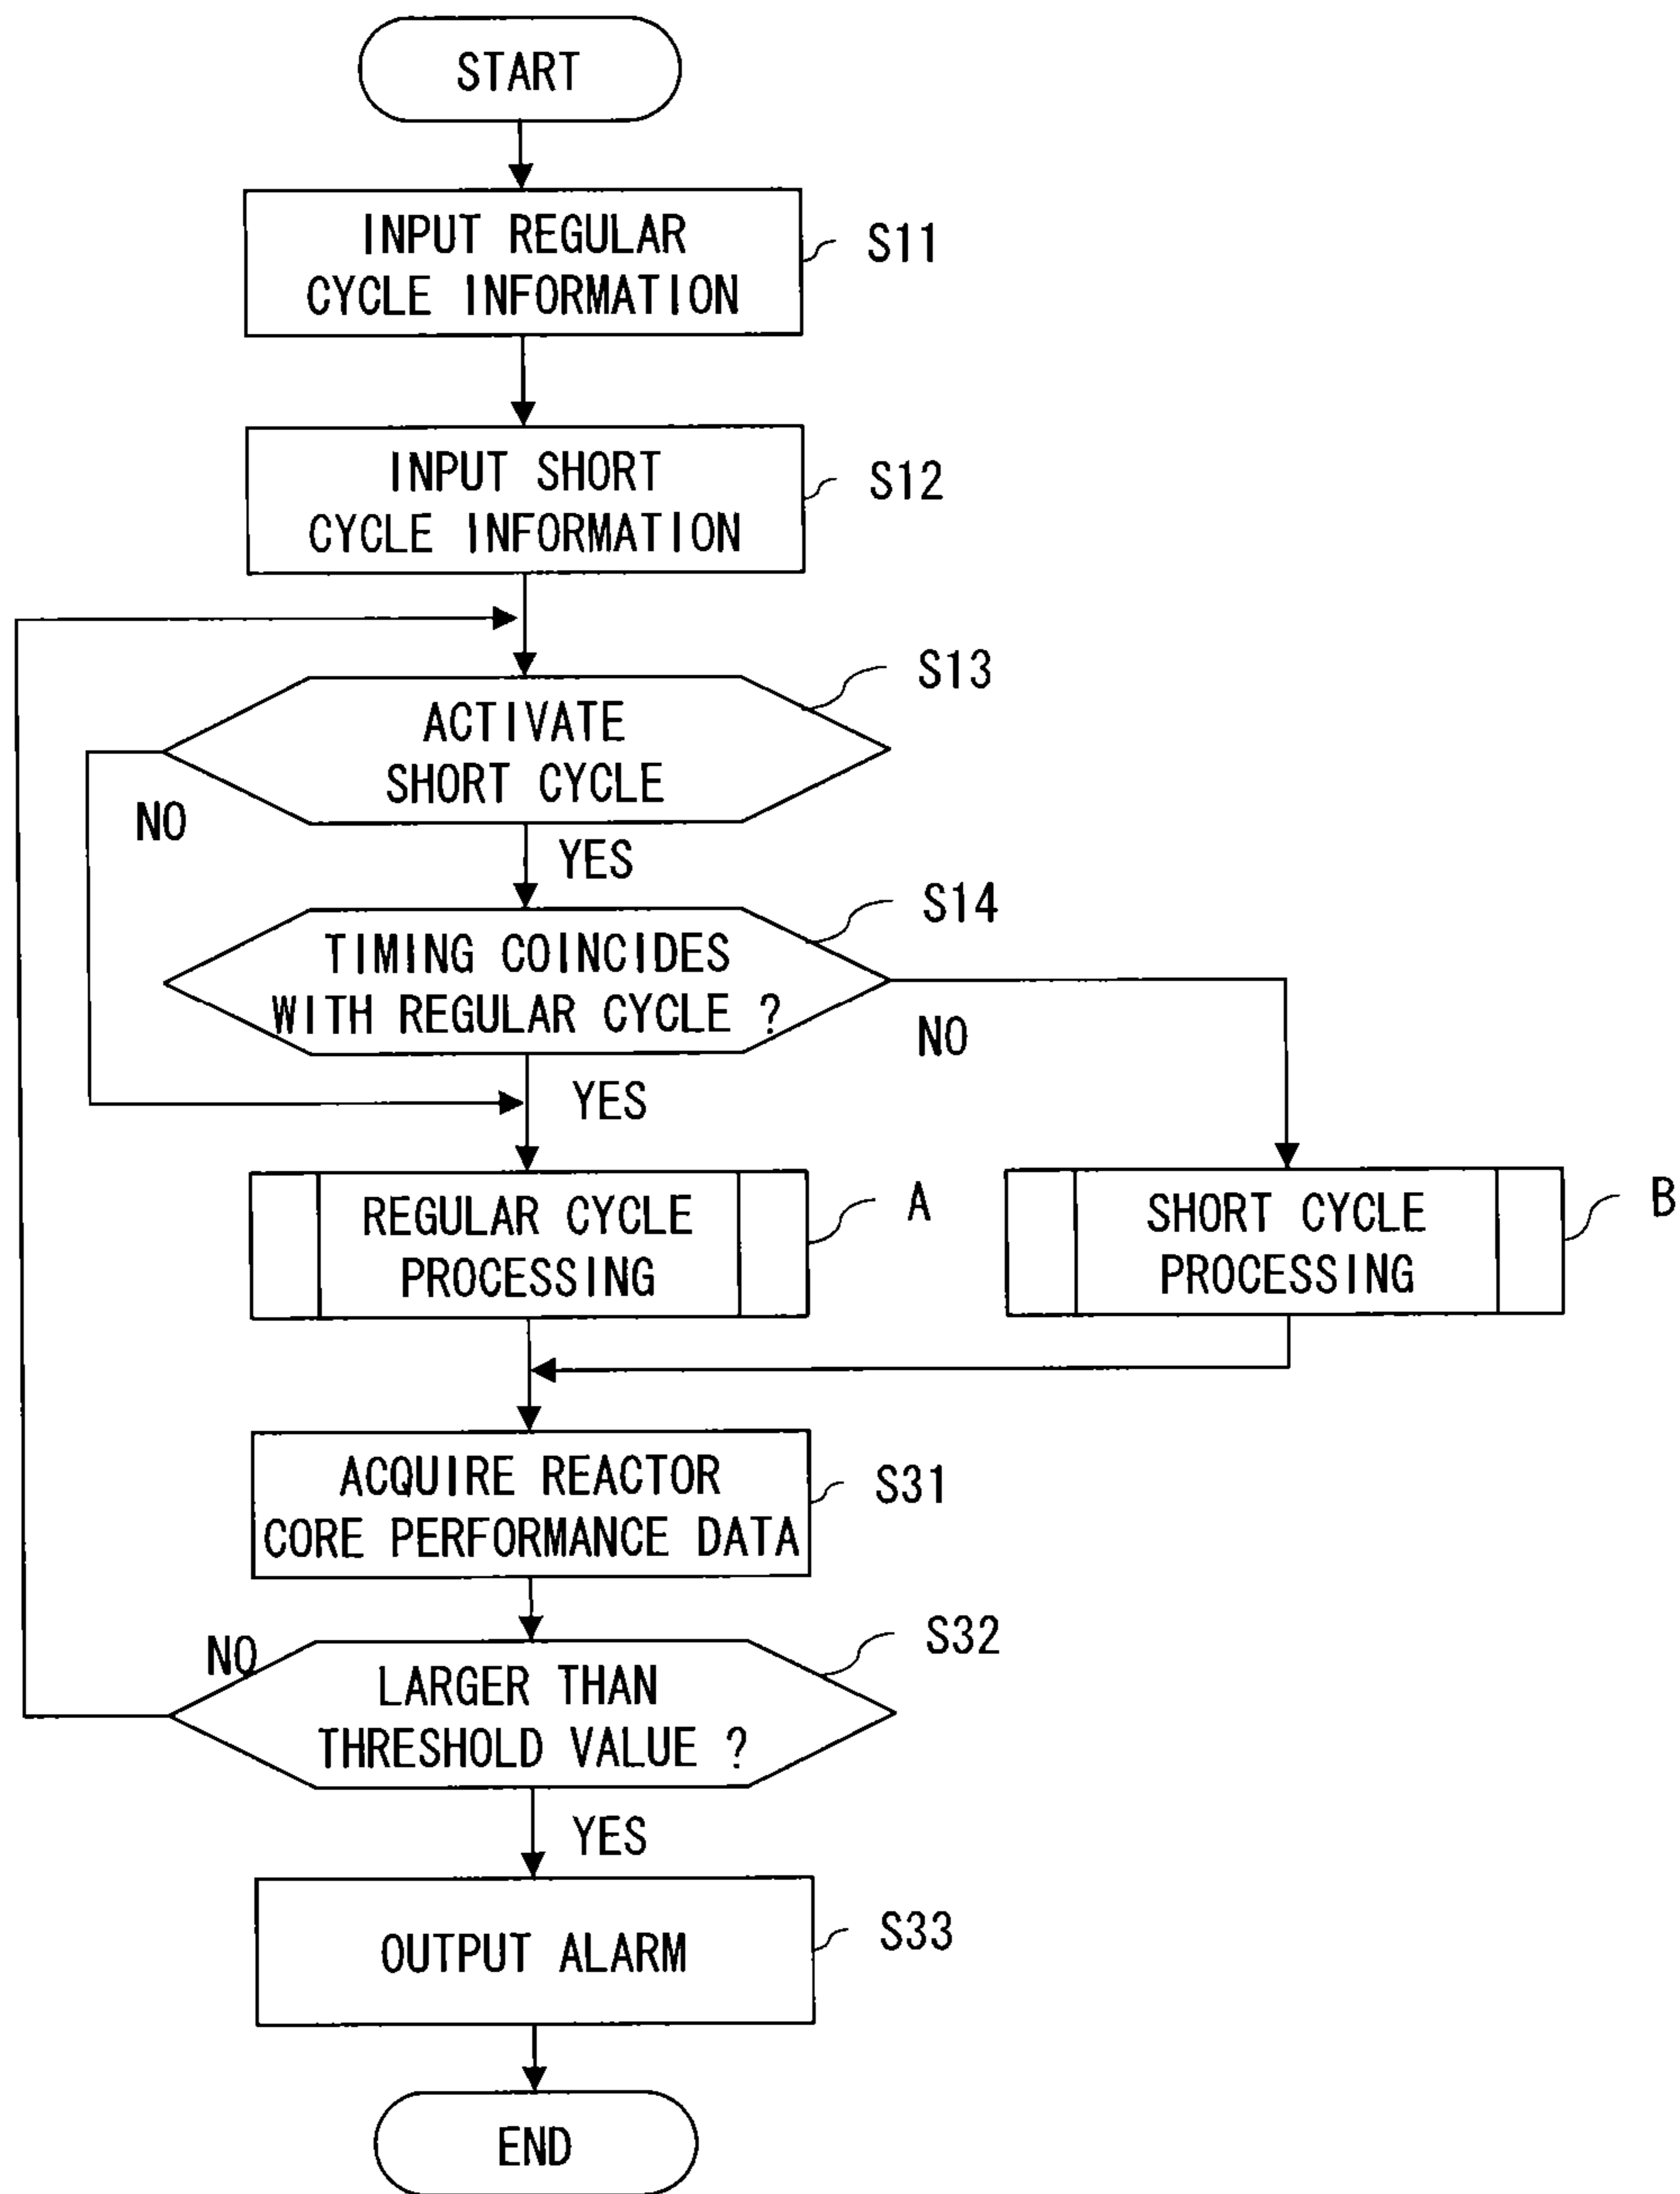 START
INPUT REGULAR
CYCLE INFORMATION
S11
INPUT SHORT
CYCLE INFORMATION
S12
ACTIVATE
SHORT CYCLE
S13
NO
YES
TIMING COINCIDES
WITH REGULAR CYCLE ?
S14
NO
YES
REGULAR CYCLE
PROCESSING
A
SHORT CYCLE
PROCESSING
B
ACQUIRE REACTOR
CORE PERFORMANCE DATA
S31
NO
LARGER THAN
THRESHOLD VALUE ?
S32
YES
OUTPUT ALARM
S33
END